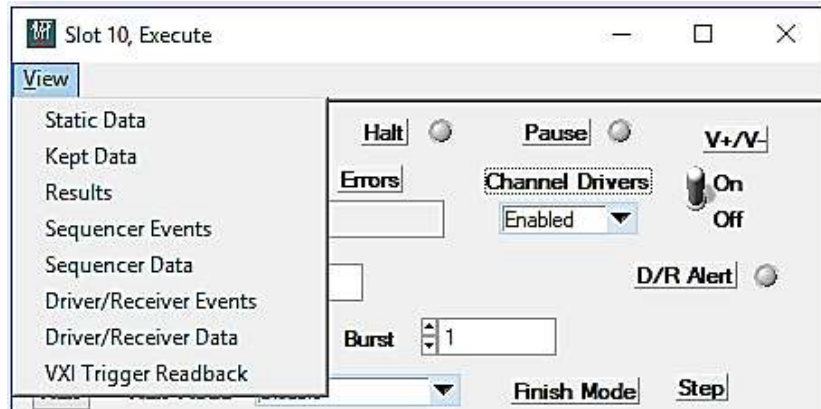 Slot 10, Execute
View
Static Data
Kept Data
Results
Sequencer Events
Sequencer Data
Driver/Receiver Events
Driver/Receiver Data
VXI Trigger Readback
Halt
Pause
V+/V-
Errors
Channel Drivers
On
Enabled
Off
D/R Alert
Burst
1
Finish Mode
Step